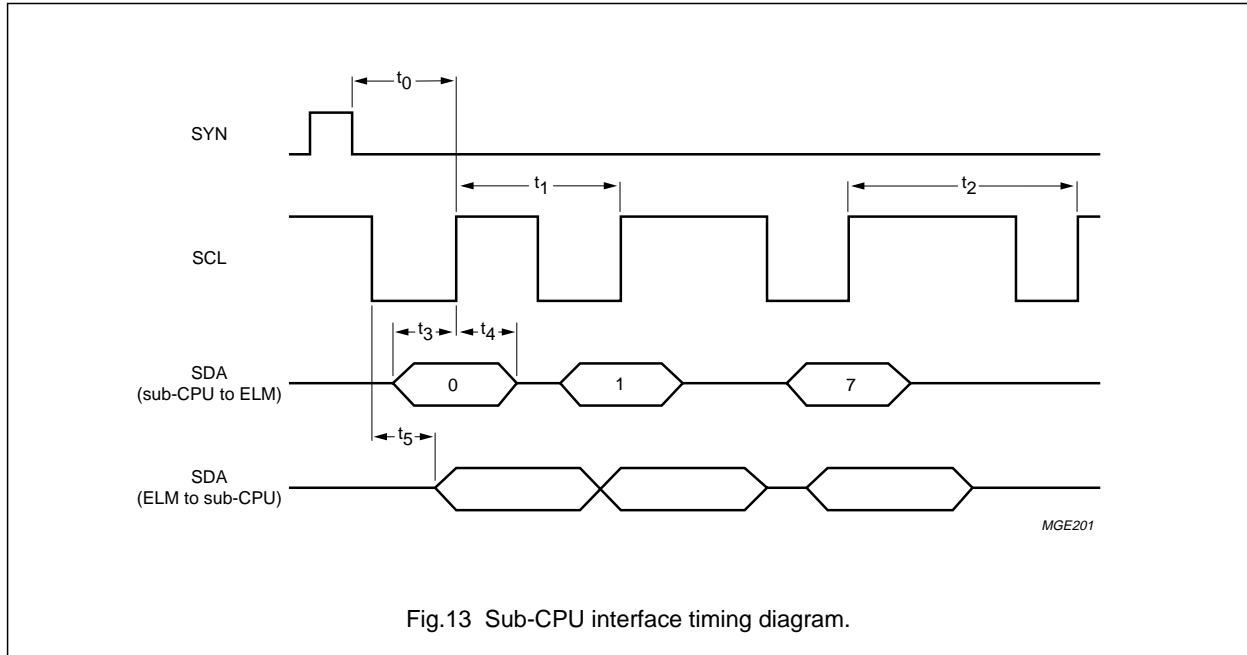 t0
SYN
t1
t2
SCL
t3
t4
SDA
(sub-CPU to ELM)
0
1
7
t5
SDA
(ELM to sub-CPU)
MGE201
Fig.13 Sub-CPU interface timing diagram.